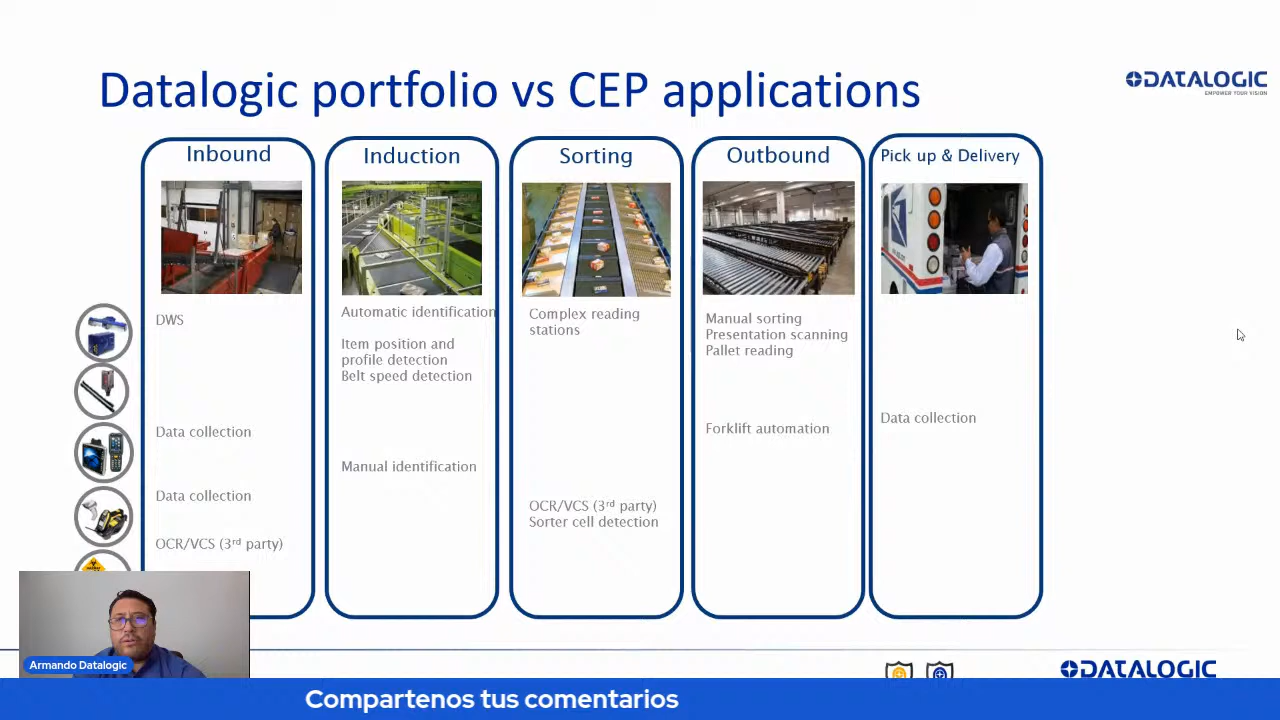 Datalogic portfolio vs CEP applications
DATALOGIC
EMPOWER YOUR VISION
Inbound
DWS
Data collection
Data collection
OCR/VCS (3rd party)
Induction
Automatic identification
Item position and
profile detection
Belt speed detection
Manual identification
Sorting
Complex reading
stations
OCR/VCS (3rd party)
Sorter cell detection
Outbound
Manual sorting
Presentation scanning
Pallet reading
Forklift automation
Pick up & Delivery
Data collection
Armando Datalogic
DATALOGIC
Compartenos tus comentarios